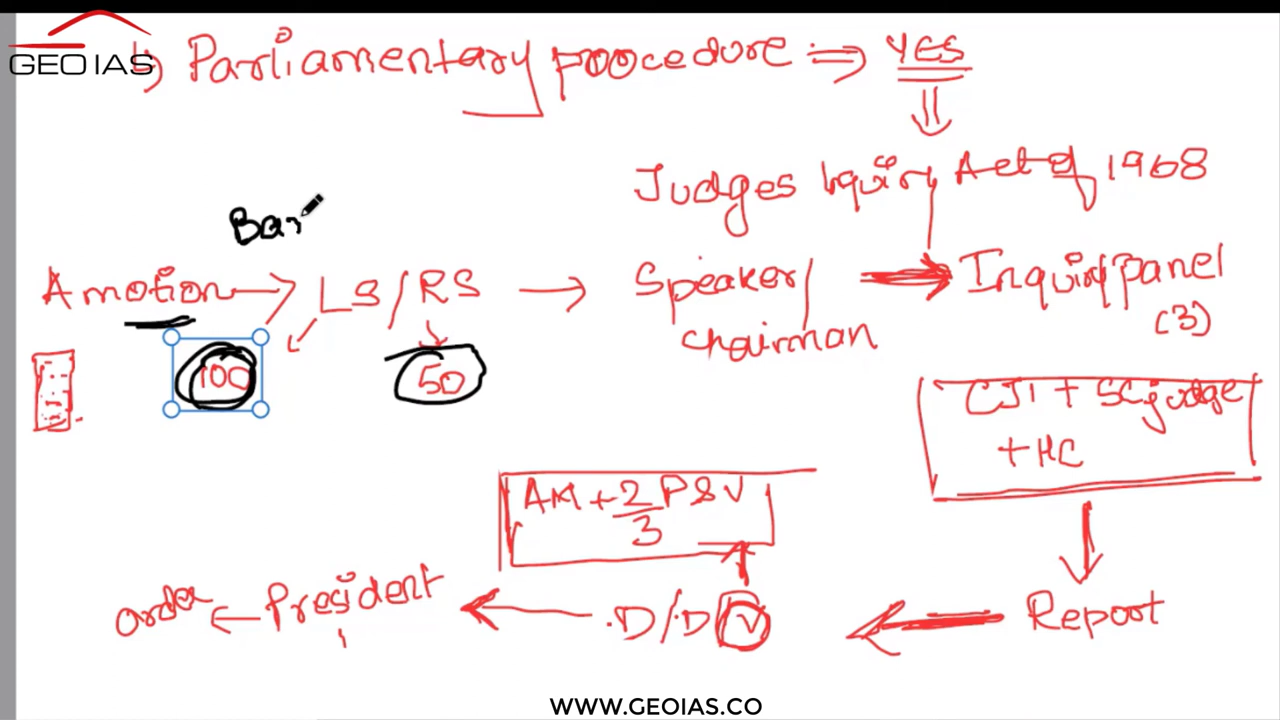 GEO IAS
b) Parliamentary procedure ⇒ YES
Judges Inquiry Act of 1968
A motion → LS/RS → Speaker/ chairman → Inquiry Panel (3)
100
50
CJI + SC judge
+ HC
AM + 2/3 PSV
order ← President ← D/D/V ← Report
WWW.GEOIAS.CO